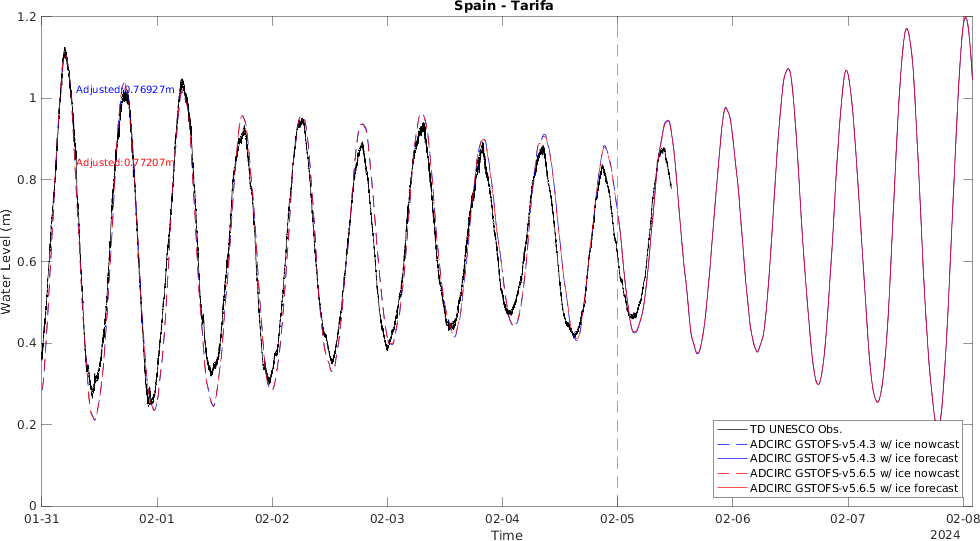 Spain - Tarifa
Water Level (m)
1.2
1
0.8
0.6
0.4
0.2
0
Adjusted:0.76927m
Adjusted:0.77207m
TD UNESCO Obs.
ADCIRC GSTOFS-v5.4.3 w/ ice nowcast
ADCIRC GSTOFS-v5.4.3 w/ ice forecast
ADCIRC GSTOFS-v5.6.5 w/ ice nowcast
ADCIRC GSTOFS-v5.6.5 w/ ice forecast
01-31 02-01 02-02 02-03 02-04 02-05 02-06 02-07 02-08
Time
2024